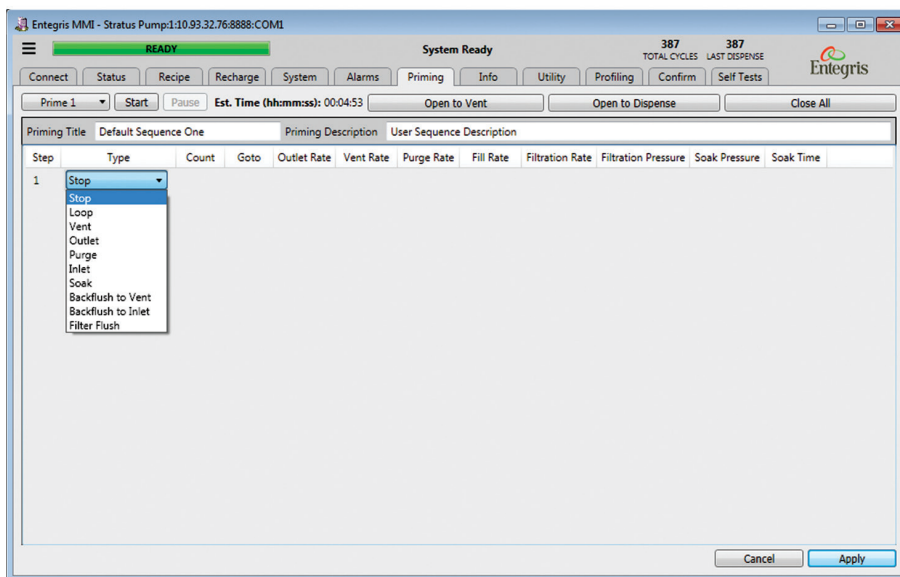 Entegris MMI - Stratus Pump:1:10.93.32.76:8888:COM1
READY System Ready 387 387
TOTAL CYCLES LAST DISPENSE
Entegris
Connect Status Recipe Recharge System Alarms Priming Info Utility Profiling Confirm Self Tests
Prime 1 Start Pause Est. Time (hh:mm:ss): 00:04:53 Open to Vent Open to Dispense Close All
Priming Title Default Sequence One Priming Description User Sequence Description
Step Type Count Goto Outlet Rate Vent Rate Purge Rate Fill Rate Filtration Rate Filtration Pressure Soak Pressure Soak Time
1 Stop
Stop
Loop
Vent
Outlet
Purge
Inlet
Soak
Backflush to Vent
Backflush to Inlet
Filter Flush
Cancel Apply